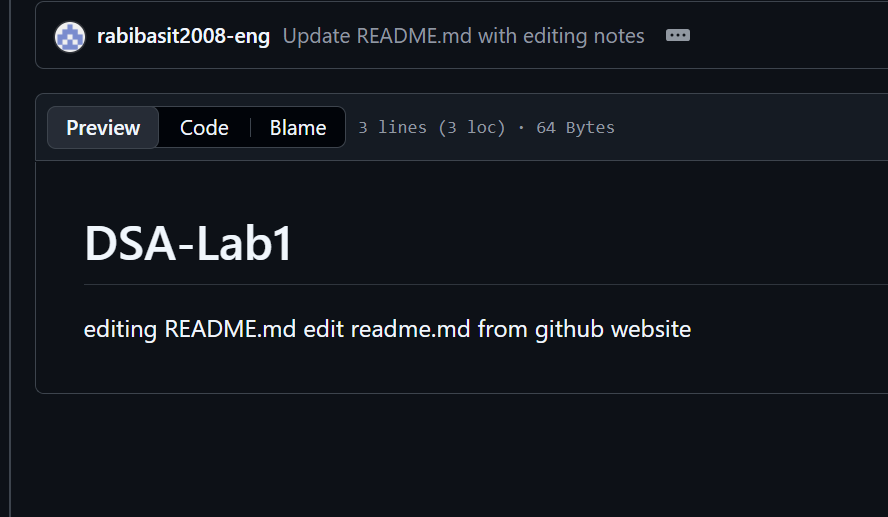 rabibasit2008-eng Update README.md with editing notes
Preview Code Blame 3 lines (3 loc) · 64 Bytes
DSA-Lab1
editing README.md edit readme.md from github website